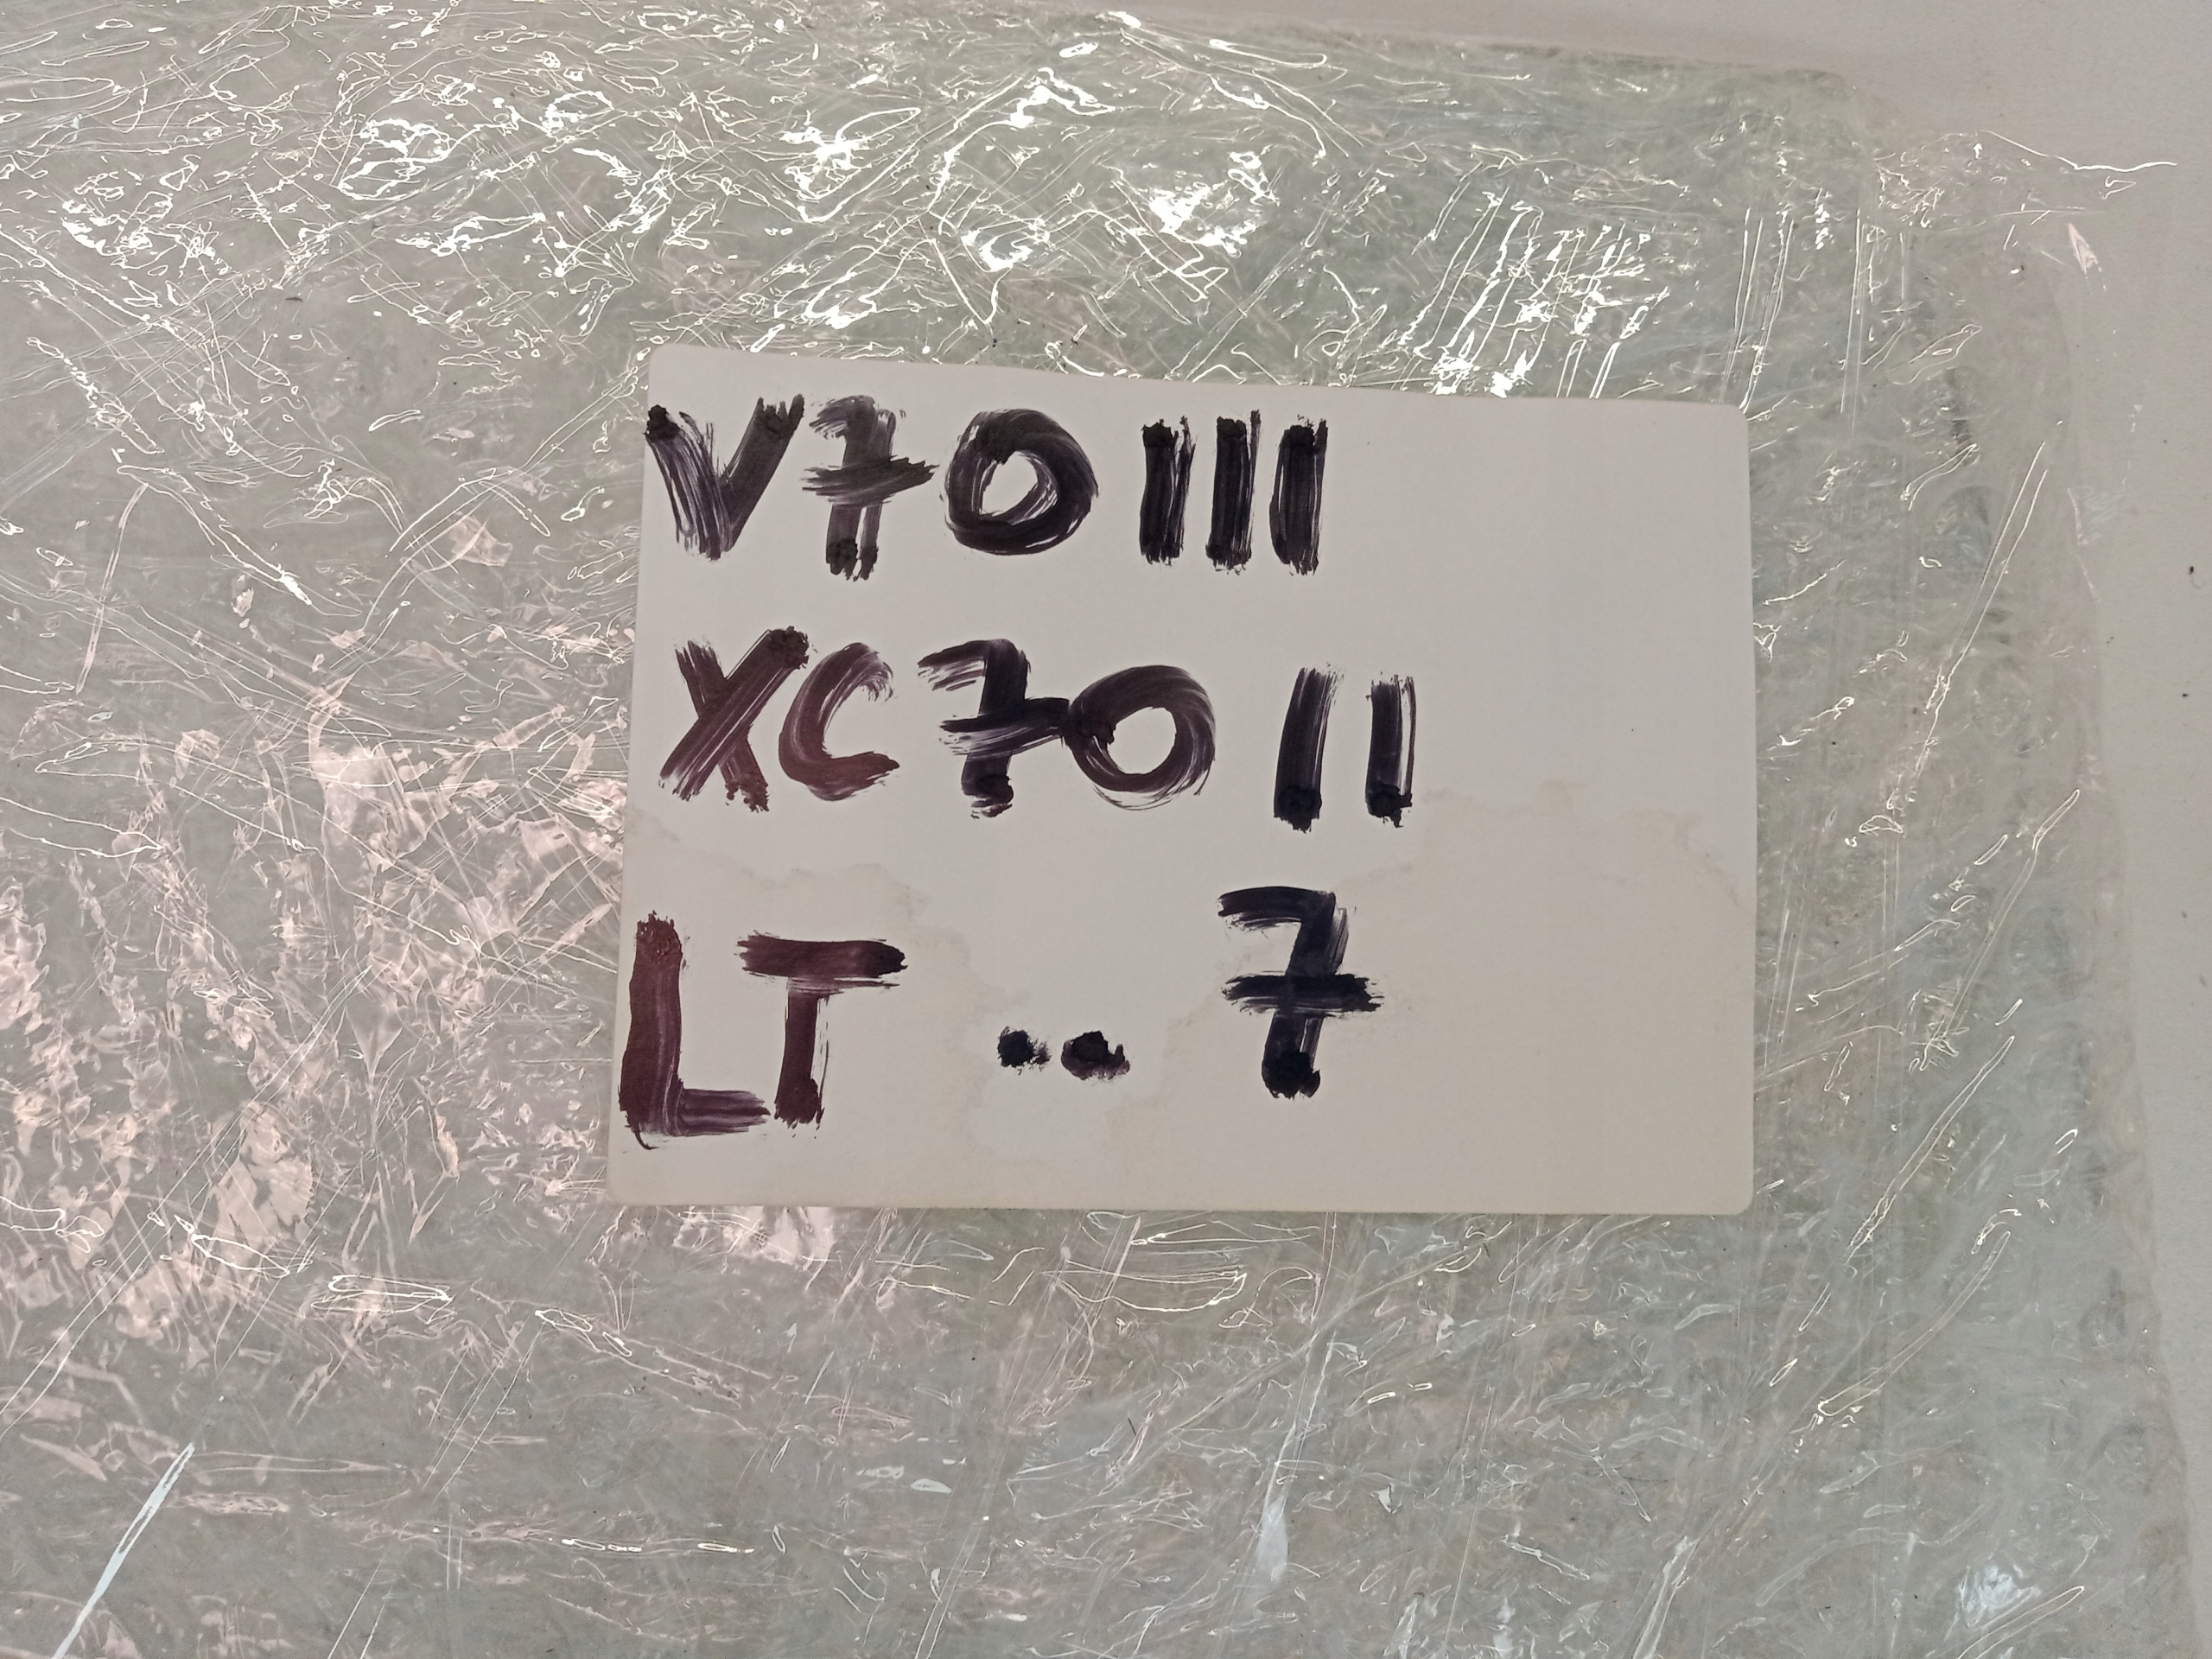 V70 III
XC70 II
LT .. 7